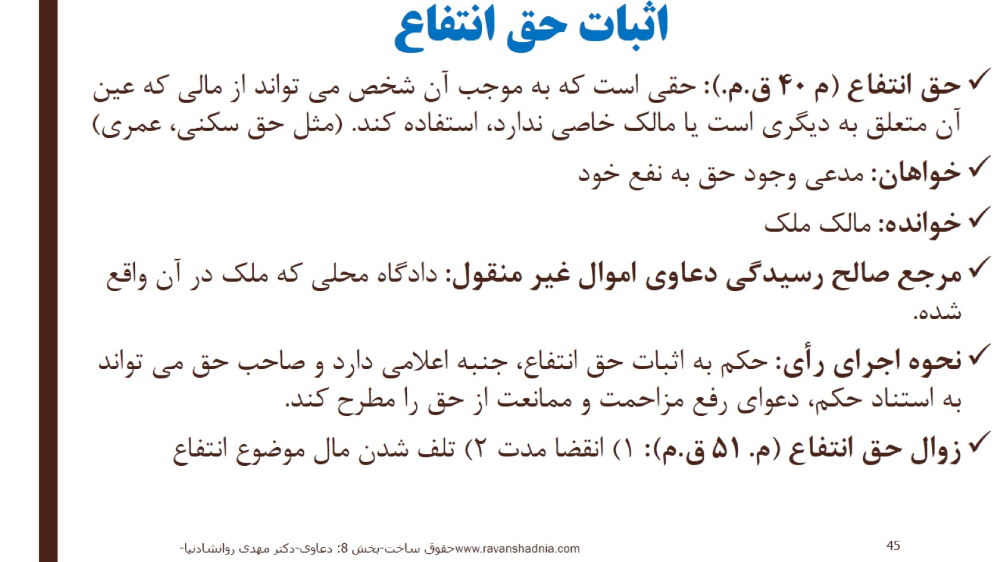 اثبات حق انتفاع
✓ حق انتفاع (م ۴۰ ق.م.): حقی است که به موجب آن شخص می تواند از مالی که عین
آن متعلق به دیگری است یا مالک خاصی ندارد، استفاده کند. (مثل حق سکنی، عمری)
✓ خواهان: مدعی وجود حق به نفع خود
✓ خوانده: مالک ملک
✓ مرجع صالح رسیدگی دعاوی اموال غیر منقول: دادگاه محلی که ملک در آن واقع
شده.
✓ نحوه اجرای رأی: حکم به اثبات حق انتفاع، جنبه اعلامی دارد و صاحب حق می تواند
به استناد حکم، دعوای رفع مزاحمت و ممانعت از حق را مطرح کند.
✓ زوال حق انتفاع (م. ۵۱ ق.م): ۱) انقضا مدت ۲) تلف شدن مال موضوع انتفاع
حقوق ساخت-بخش 8: دعاوی-دکتر مهدی روانشادنیا-www.ravanshadnia.com
45